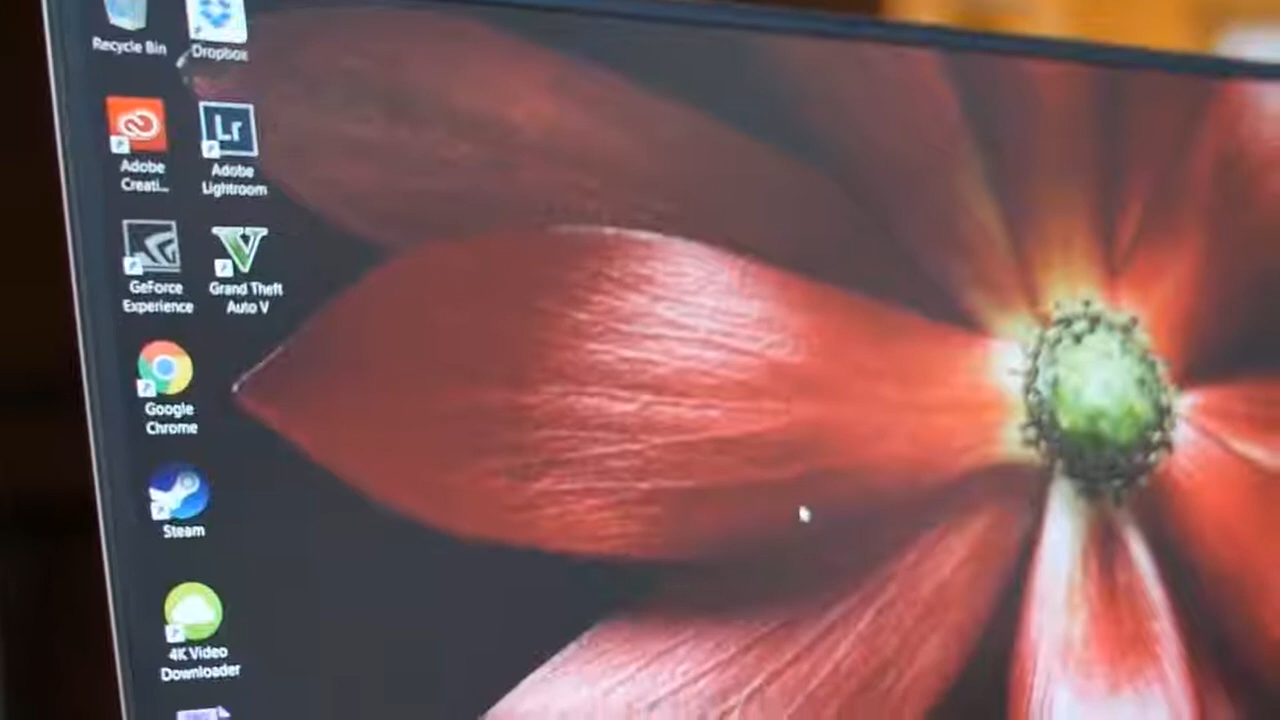 Recycle Bin
Dropbox
Adobe
Creati...
Lr
Adobe
Lightroom
GeForce
Experience
V
Grand Theft
Auto V
Google
Chrome
Steam
4K Video
Downloader